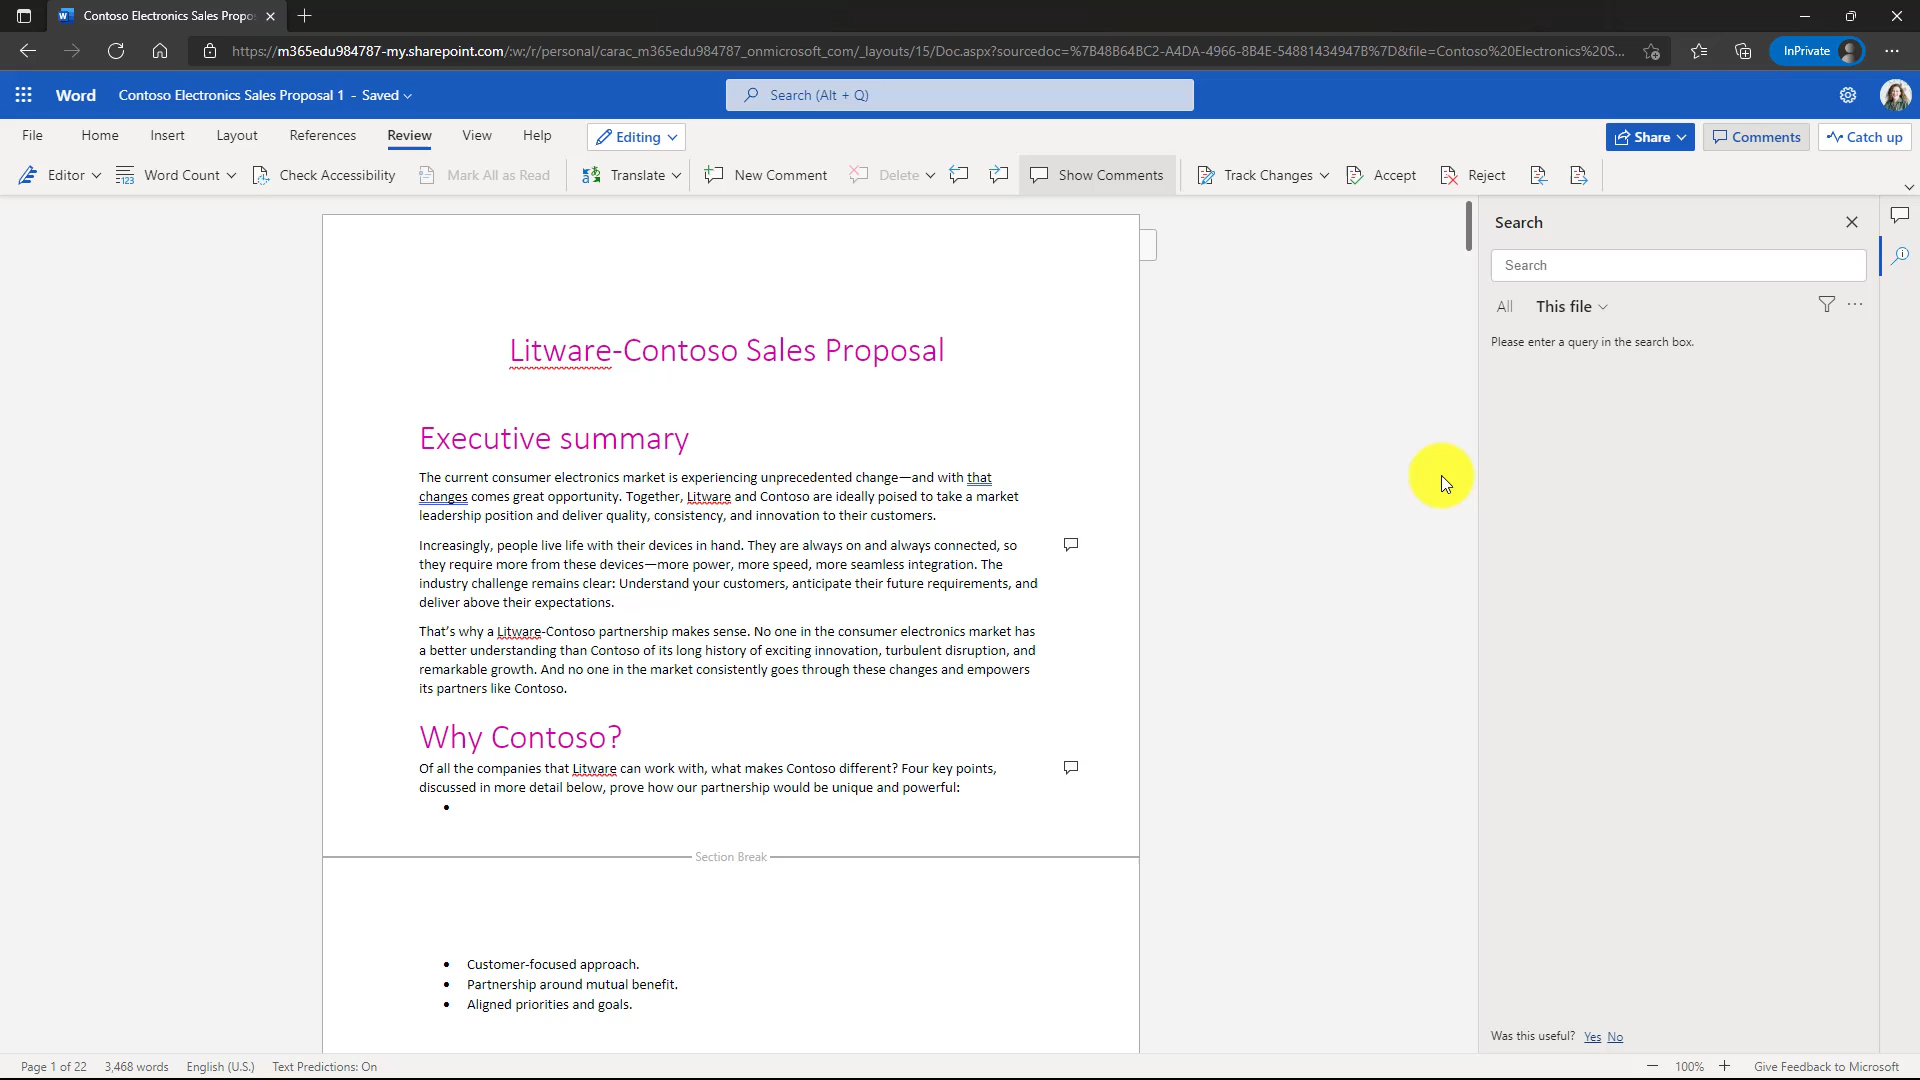 Contoso Electronics Sales Propo
https://m365edu984787-my.sharepoint.com/:w:/r/personal/carac_m365edu984787_onmicrosoft_com/_layouts/15/Doc.aspx?sourcedoc=%7B48B64BC2-A4DA-4966-8B4E-54881434947B%7D&file=Contoso%20Electronics%20S...
InPrivate
Word Contoso Electronics Sales Proposal 1 - Saved
Search (Alt + Q)
File Home Insert Layout References Review View Help Editing Share Comments Catch up
Editor Word Count Check Accessibility Mark All as Read Translate New Comment Delete Show Comments Track Changes Accept Reject
Litware-Contoso Sales Proposal
Executive summary
The current consumer electronics market is experiencing unprecedented change—and with that
changes comes great opportunity. Together, Litware and Contoso are ideally poised to take a market
leadership position and deliver quality, consistency, and innovation to their customers.
Increasingly, people live life with their devices in hand. They are always on and always connected, so
they require more from these devices—more power, more speed, more seamless integration. The
industry challenge remains clear: Understand your customers, anticipate their future requirements, and
deliver above their expectations.
That's why a Litware-Contoso partnership makes sense. No one in the consumer electronics market has
a better understanding than Contoso of its long history of exciting innovation, turbulent disruption, and
remarkable growth. And no one in the market consistently goes through these changes and empowers
its partners like Contoso.
Why Contoso?
Of all the companies that Litware can work with, what makes Contoso different? Four key points,
discussed in more detail below, prove how our partnership would be unique and powerful:
•
Section Break
• Customer-focused approach.
• Partnership around mutual benefit.
• Aligned priorities and goals.
Search
Search
All This file
Please enter a query in the search box.
Was this useful? Yes No
Page 1 of 22 3,468 words English (U.S.) Text Predictions: On 100% Give Feedback to Microsoft